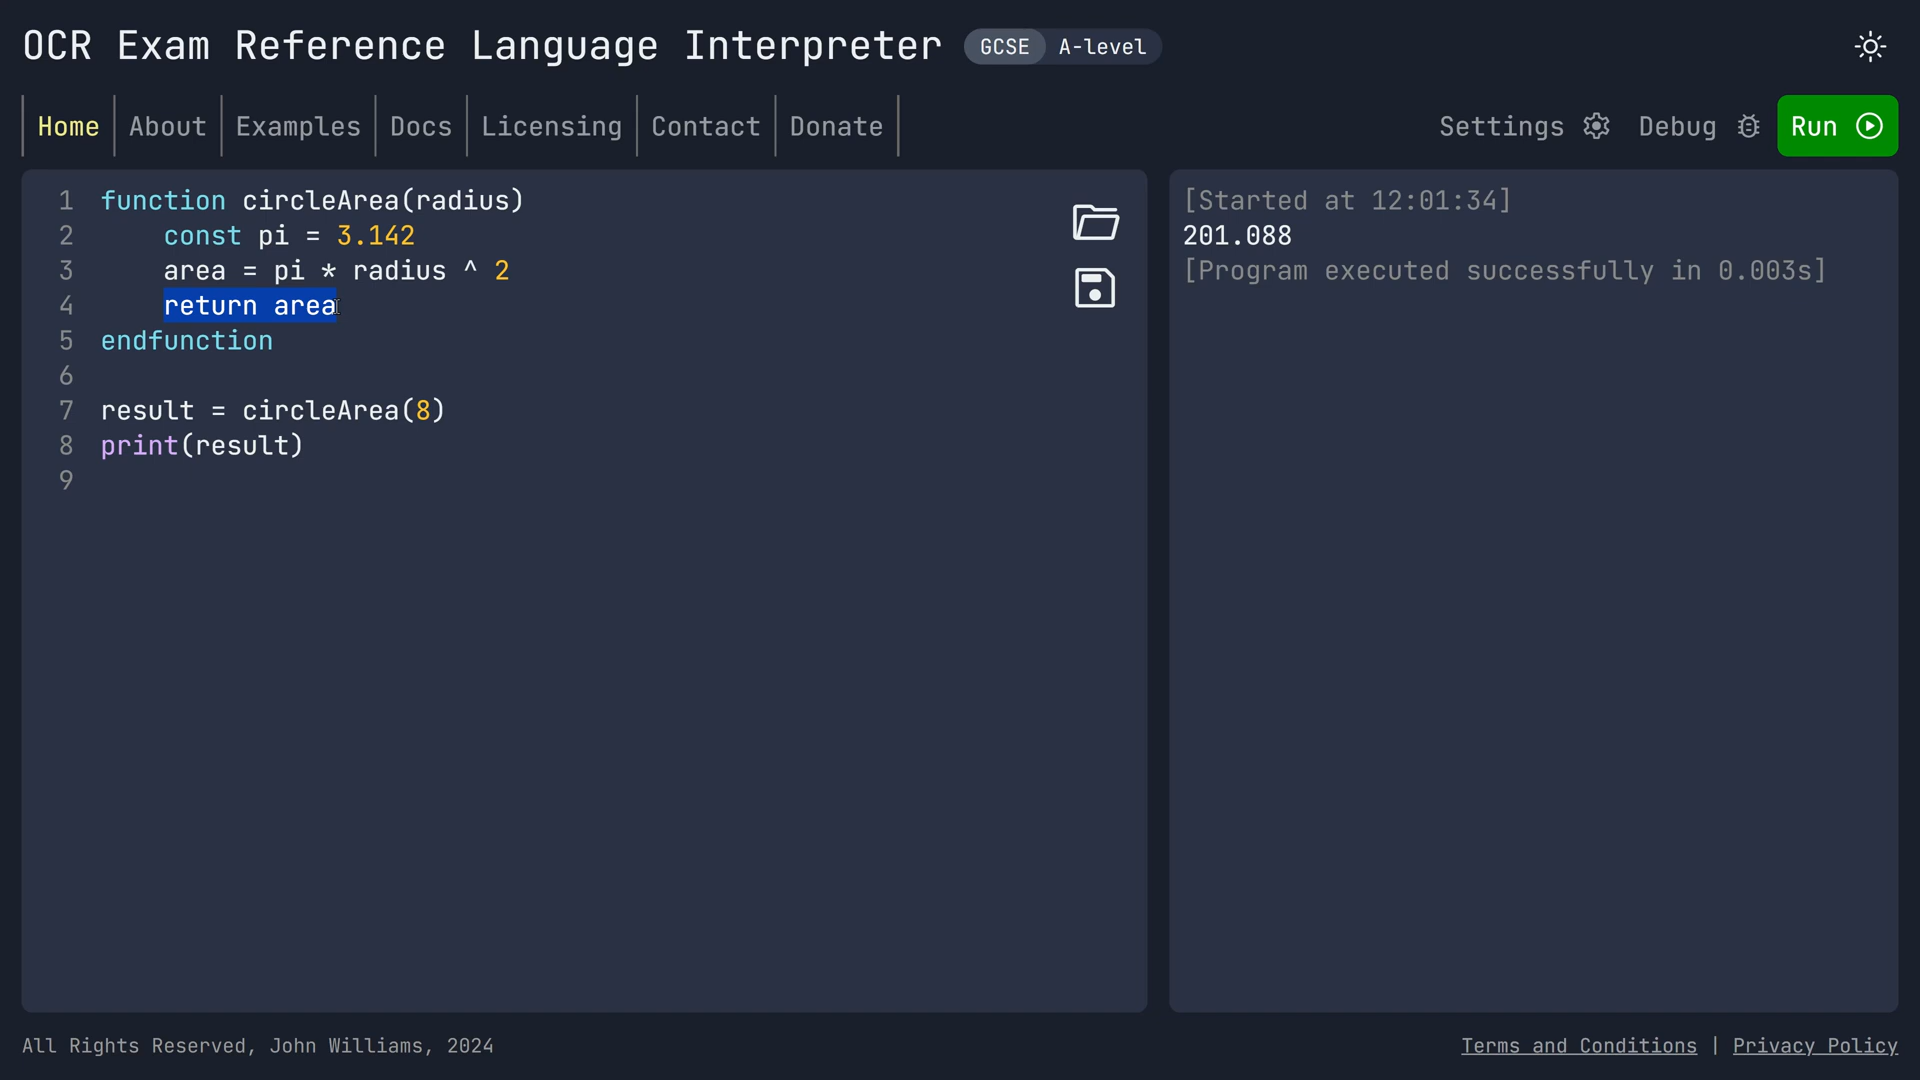 OCR Exam Reference Language Interpreter GCSE A-level
Home About Examples Docs Licensing Contact Donate Settings Debug Run
1 function circleArea(radius)
2     const pi = 3.142
3     area = pi * radius ^ 2
4     return area
5 endfunction
6
7 result = circleArea(8)
8 print(result)
9
[Started at 12:01:34]
201.088
[Program executed successfully in 0.003s]
All Rights Reserved, John Williams, 2024
Terms and Conditions | Privacy Policy